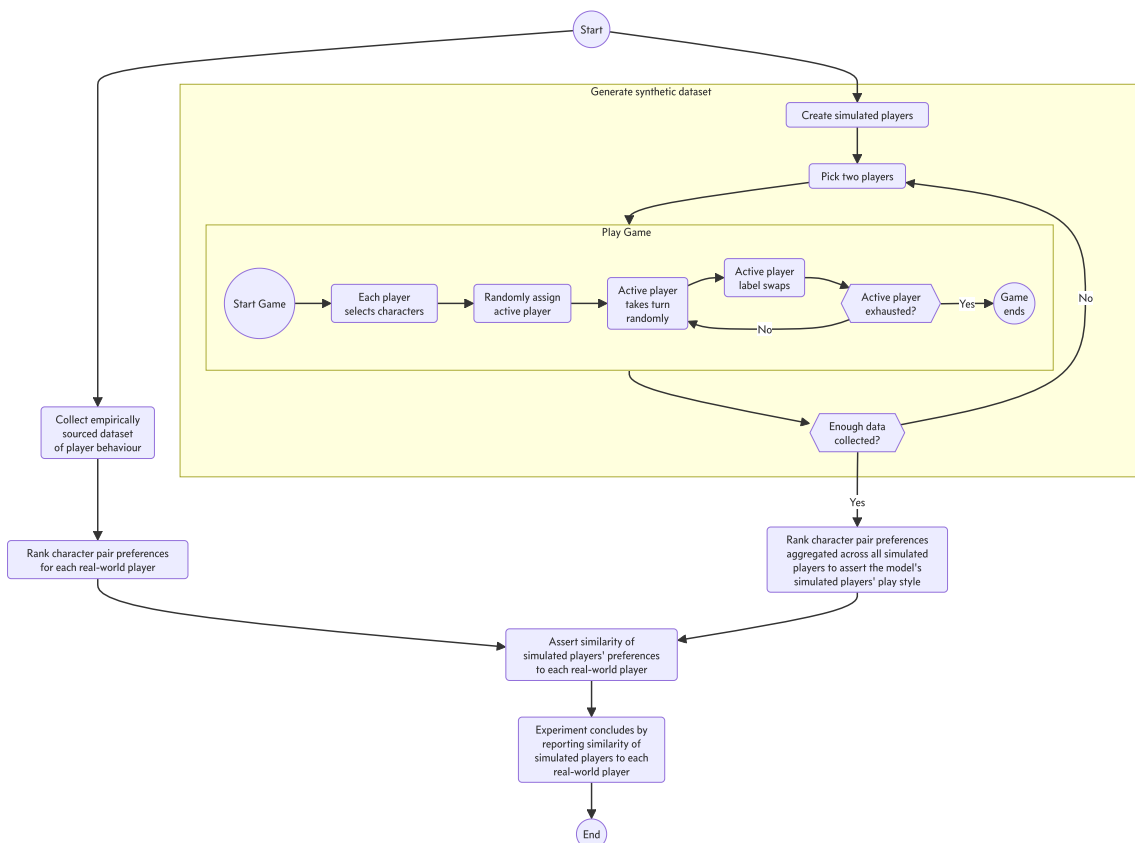 Start
Generate synthetic dataset
Create simulated players
Pick two players
Play Game
Start Game
Each player
selects characters
Randomly assign
active player
Active player
takes turn
randomly
Active player
label swaps
Active player
exhausted?
Yes
Game
ends
No
No
Enough data
collected?
Yes
Collect empirically
sourced dataset
of player behaviour
Rank character pair preferences
for each real-world player
Rank character pair preferences
aggregated across all simulated
players to assert the model's
simulated players' play style
Assert similarity of
simulated players' preferences
to each real-world player
Experiment concludes by
reporting similarity of
simulated players to each
real-world player
End